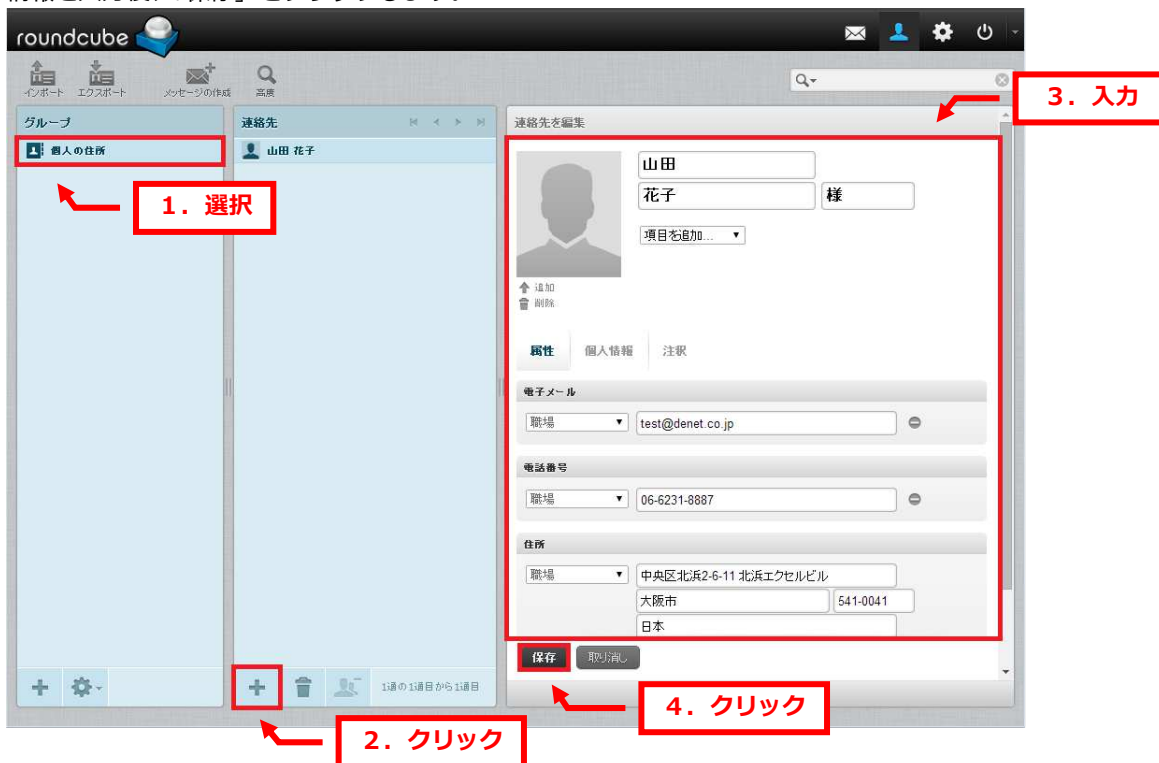 roundcube
インポート エクスポート メッセージの作成 高度
3．入力
グループ
個人の住所
1．選択
連絡先
山田 花子
連絡先を編集
山田
花子 様
項目を追加...
追加
削除
属性 個人情報 注釈
電子メール
職場 test@denet.co.jp
電話番号
職場 06-6231-8887
住所
職場 中央区北浜2-6-11 北浜エクセルビル
大阪市 541-0041
日本
保存 取り消し
1通の1通目から1通目
4．クリック
2．クリック